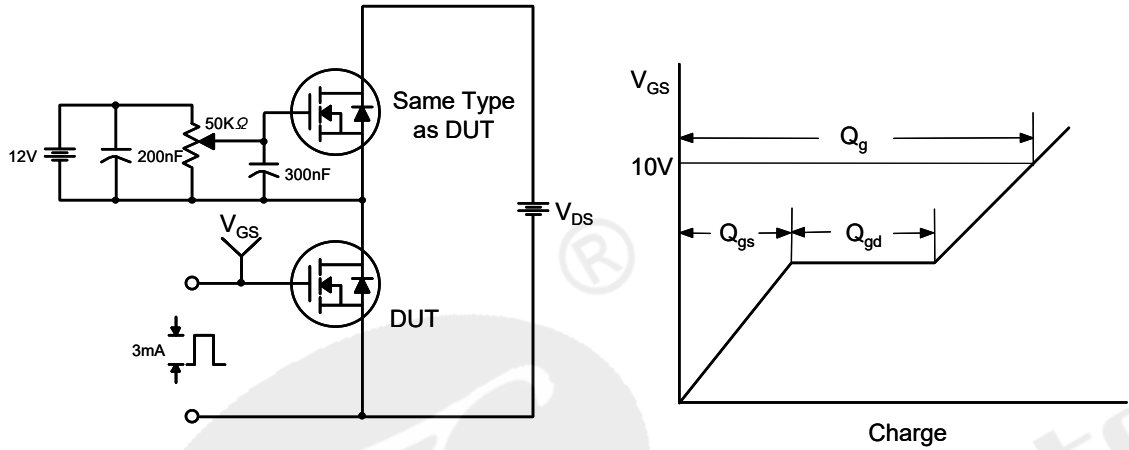 12V
200nF
50KΩ
300nF
Same Type
as DUT
V_GS
DUT
3mA
V_DS
®
V_GS
10V
Q_g
Q_gs
Q_gd
Charge